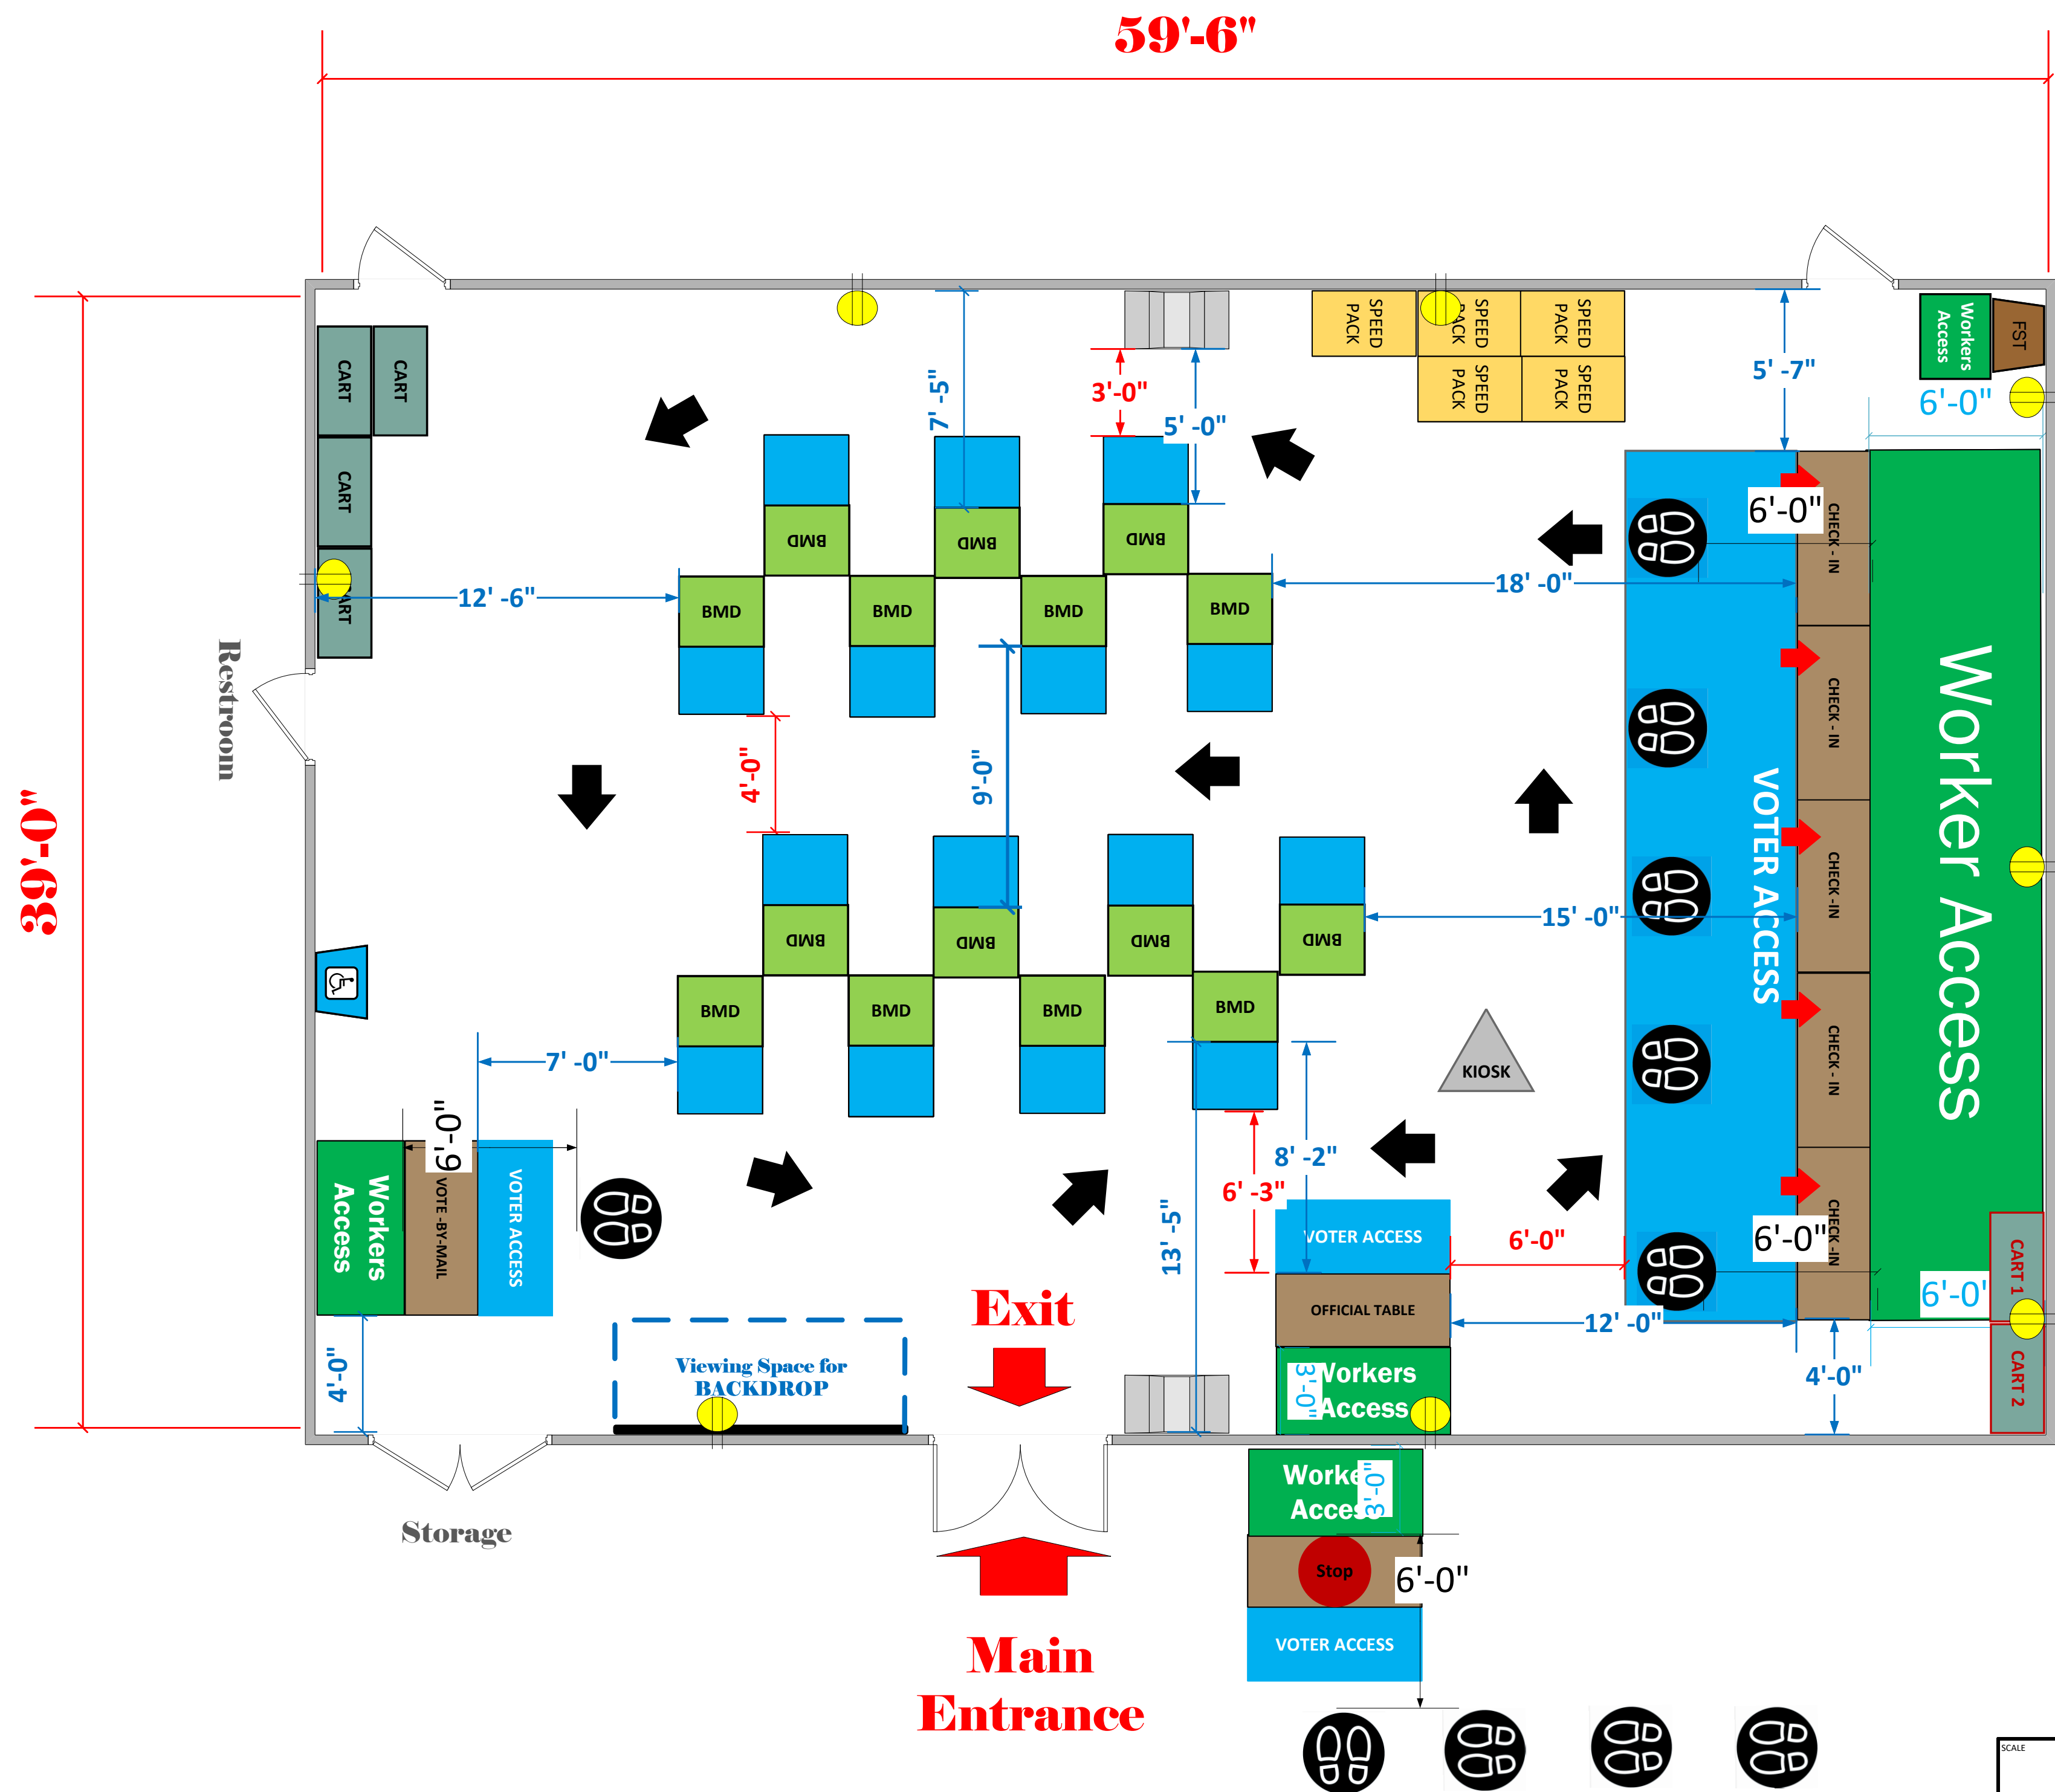 59'-6"
39'-0"
Restroom
Storage
CART
CART
CART
CART
7' -5"
3'-0"
5' -0"
SPEED
PACK
SPEED
PACK
SPEED
PACK
SPEED
PACK
SPEED
PACK
5' -7"
Workers
Access
FST
6'-0"
BMD
BMD
BMD
12' -6"
BMD
BMD
BMD
BMD
18' -0"
6'-0"
CHECK - IN
CHECK - IN
CHECK -IN
CHECK - IN
CHECK -IN
VOTER ACCESS
Worker Access
4'-0"
9'-0"
BMD
BMD
BMD
BMD
15' -0"
BMD
BMD
BMD
BMD
7' -0"
KIOSK
6'-0"
Workers
Access
VOTE -BY-MAIL
VOTER ACCESS
4'-0"
13' -5"
8' -2"
6' -3"
VOTER ACCESS
6'-0"
OFFICIAL TABLE
12' -0"
6'-0"
6'-0"
4'-0"
CART 1
CART 2
Viewing Space for
BACKDROP
Exit
Workers
Access
3'-0"
Worke
Access
3'-0"
Stop
6'-0"
VOTER ACCESS
Main
Entrance
SCALE